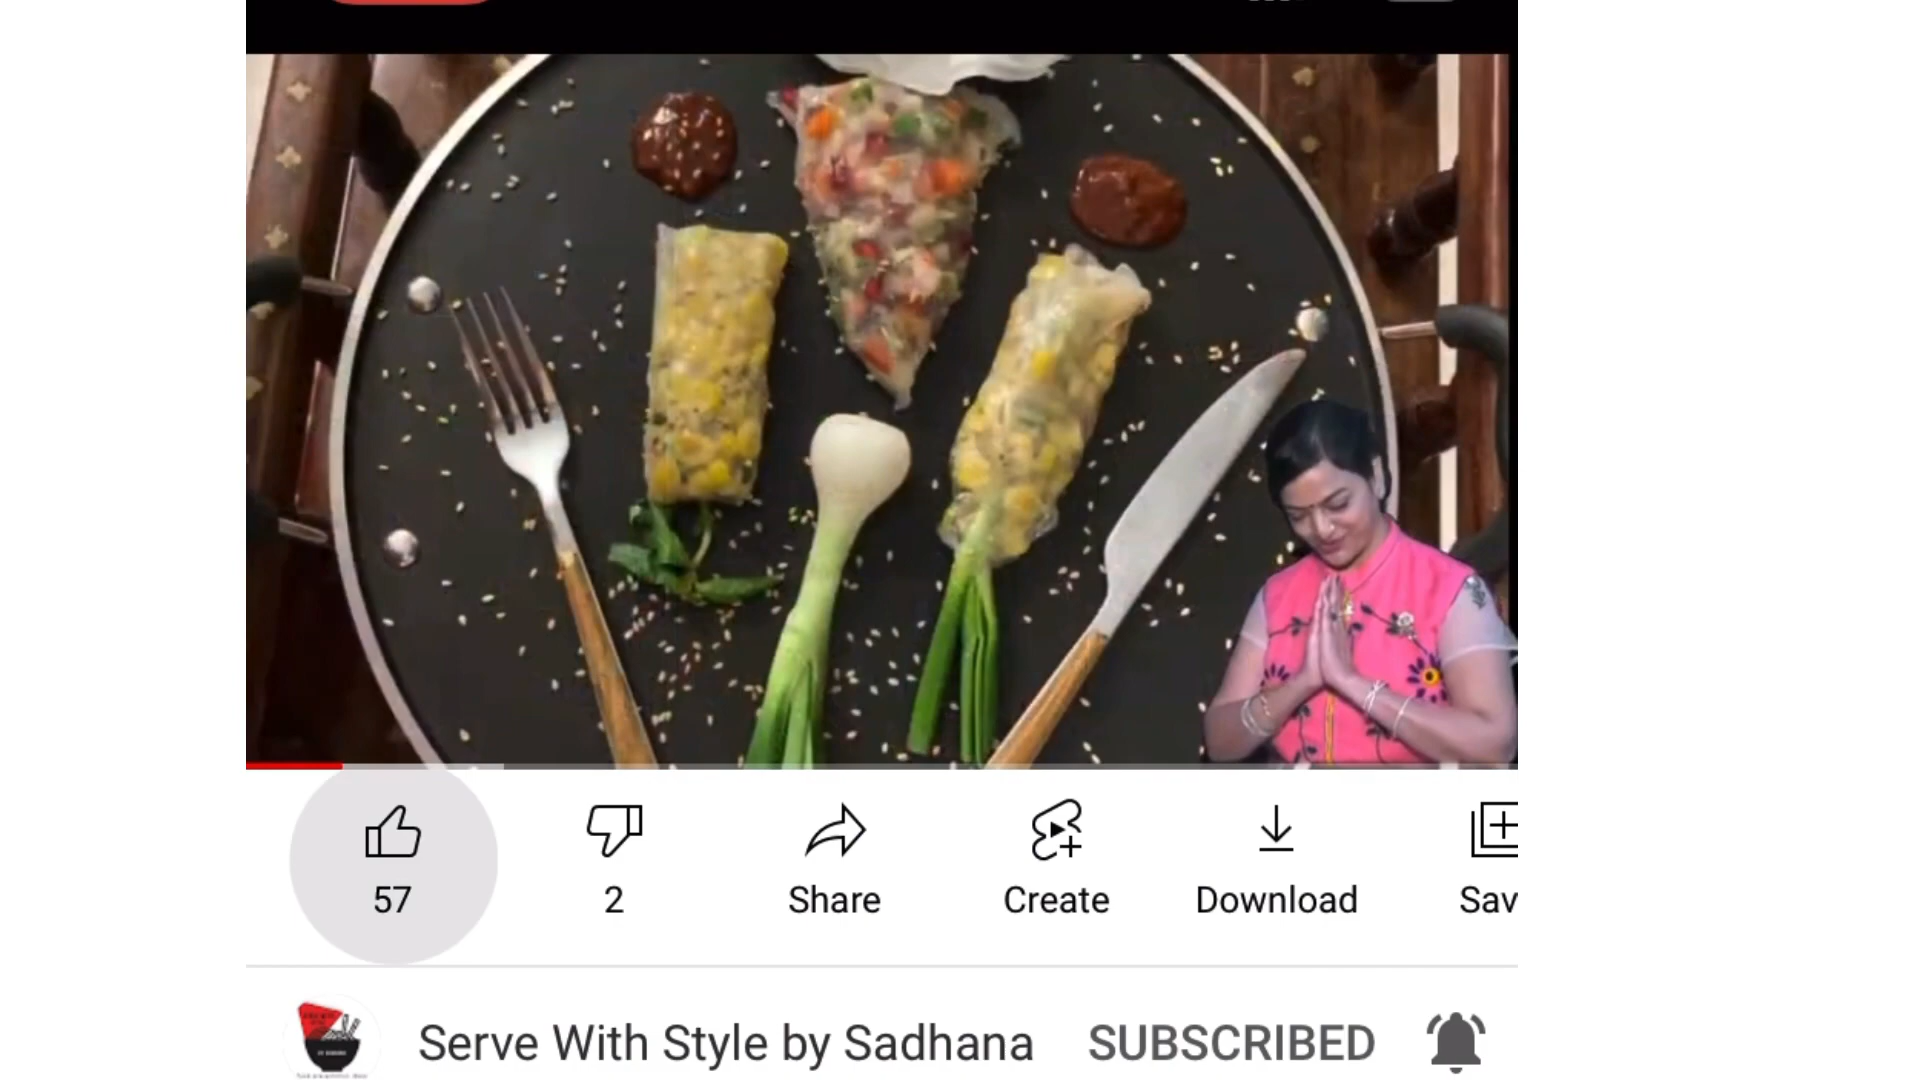 57
2
Share
Create
Download
Sav
Serve With Style by Sadhana
SUBSCRIBED